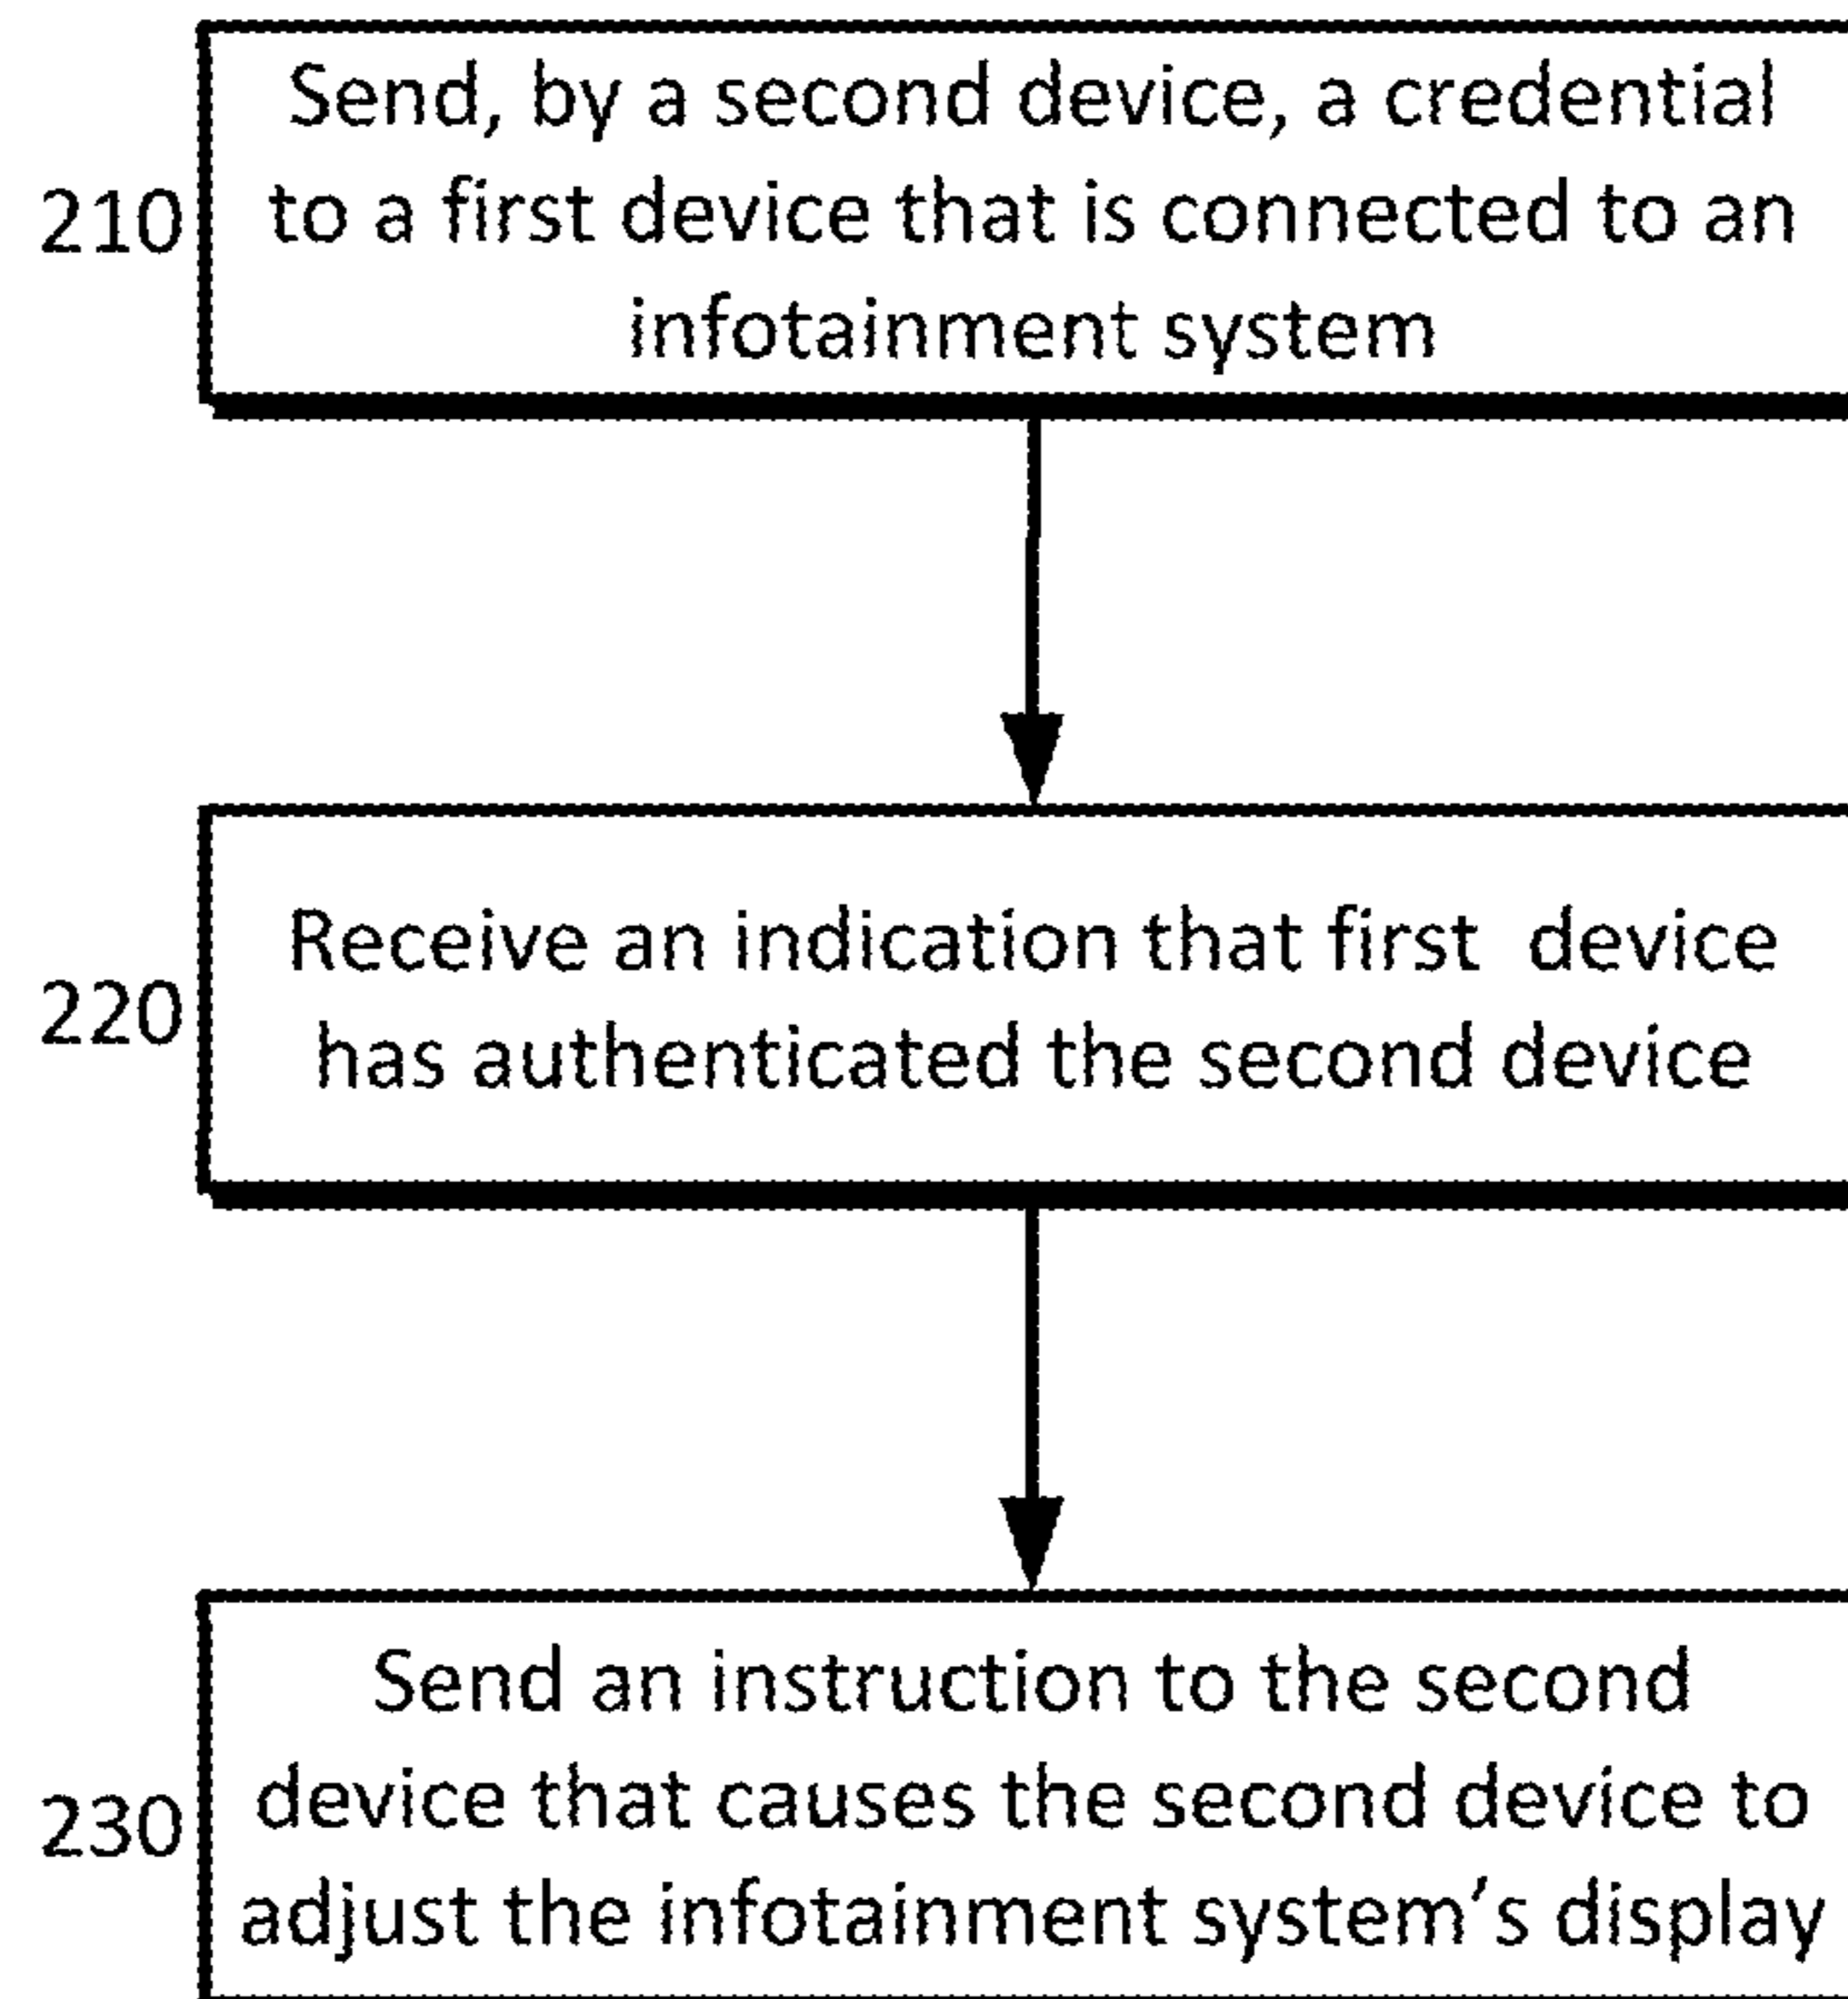 Send, by a second device, a credential
210 to a first device that is connected to an
infotainment system
Receive an indication that first  device
220 has authenticated the second device
Send an instruction to the second
230 device that causes the second device to
adjust the infotainment system's display